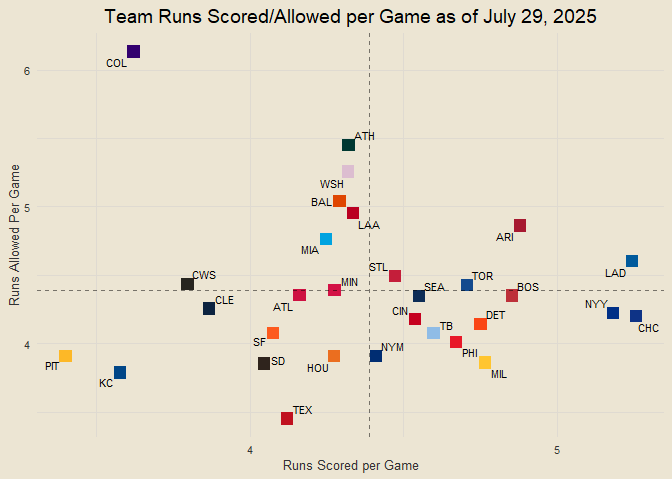 Team Runs Scored/Allowed per Game as of July 29, 2025
COL
6
ATH
WSH
BAL
5
LAA
ARI
MIA
STL
LAD
CWS
TOR
MIN
SEA
BOS
CLE
ATL
NYY
CIN
DET
TB
CHC
SF
4
NYM
PHI
PIT
SD
HOU
MIL
KC
TEX
4
5
Runs Scored per Game
Runs Allowed Per Game